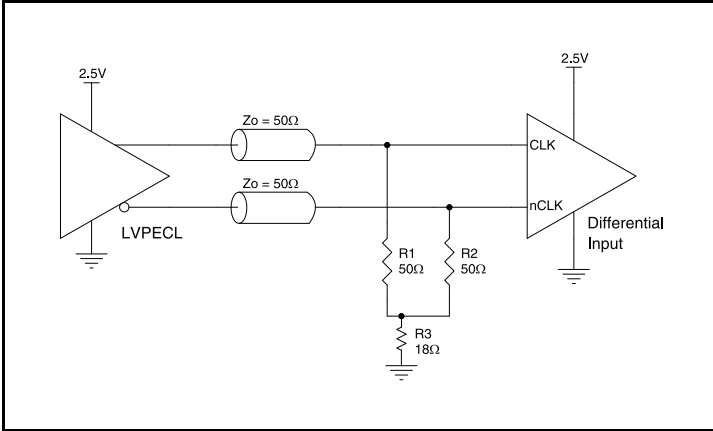 2.5V
2.5V
Zo = 50Ω
CLK
Zo = 50Ω
nCLK
LVPECL
Differential
Input
R1
50Ω
R2
50Ω
R3
18Ω